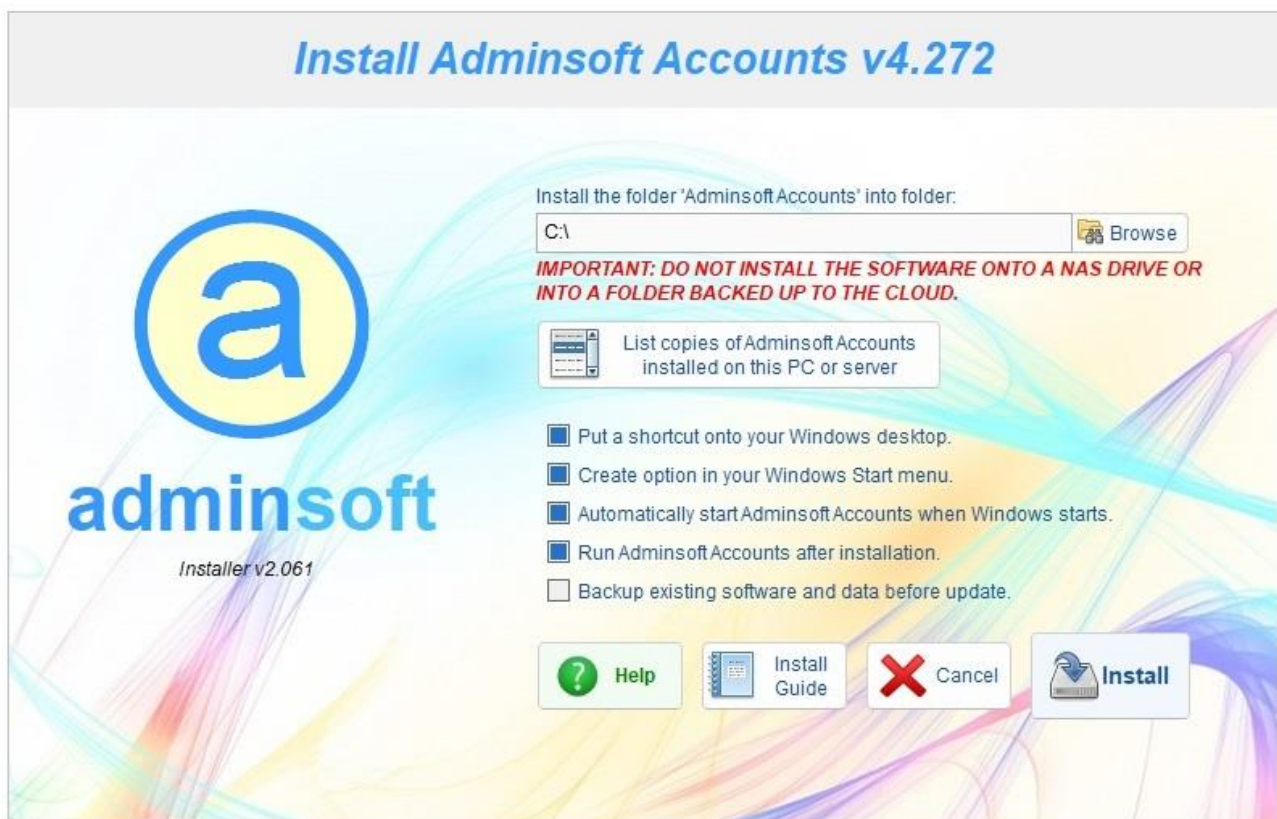 Install Adminsoft Accounts v4.272
Install the folder 'Adminsoft Accounts' into folder:
C:\
Browse
IMPORTANT: DO NOT INSTALL THE SOFTWARE ONTO A NAS DRIVE OR
INTO A FOLDER BACKED UP TO THE CLOUD.
List copies of Adminsoft Accounts
installed on this PC or server
a
adminsoft
Installer v2.061
Put a shortcut onto your Windows desktop.
Create option in your Windows Start menu.
Automatically start Adminsoft Accounts when Windows starts.
Run Adminsoft Accounts after installation.
Backup existing software and data before update.
Help
Install
Guide
Cancel
Install